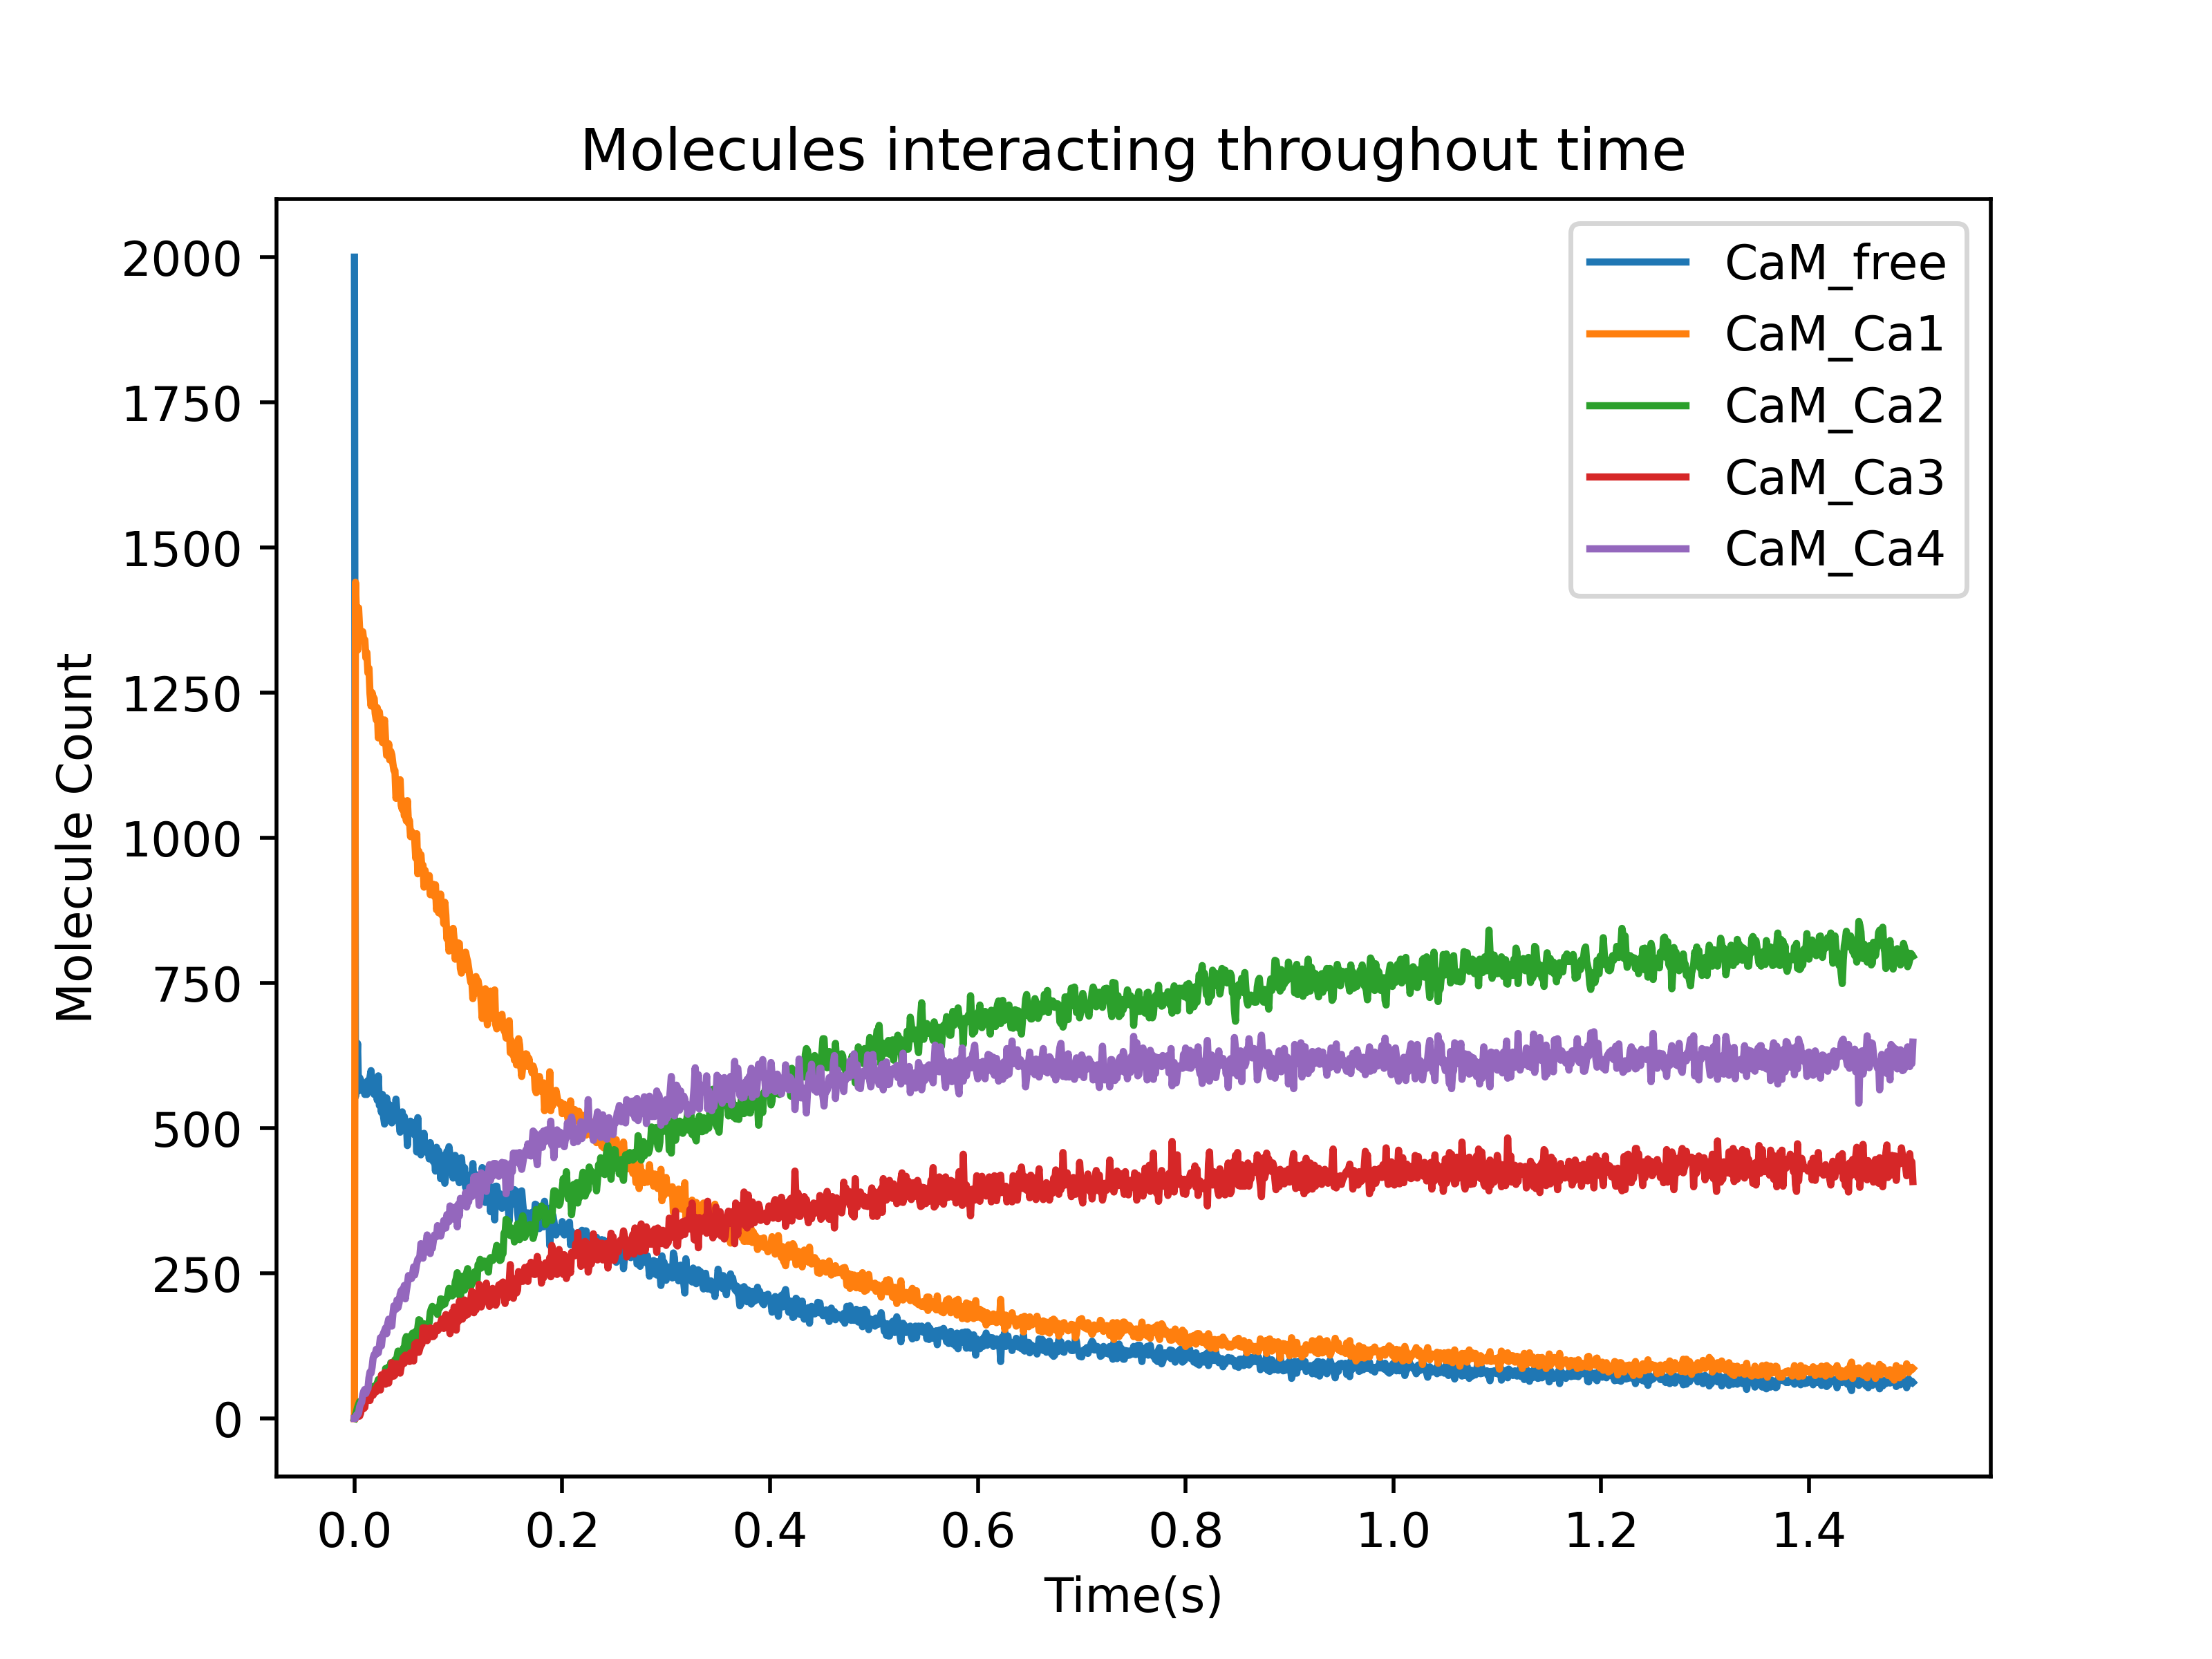 Molecules interacting throughout time
2000
1750
1500
1250
1000
750
500
250
0
Molecule Count
CaM_free
CaM_Ca1
CaM_Ca2
CaM_Ca3
CaM_Ca4
0.0 0.2 0.4 0.6 0.8 1.0 1.2 1.4
Time(s)